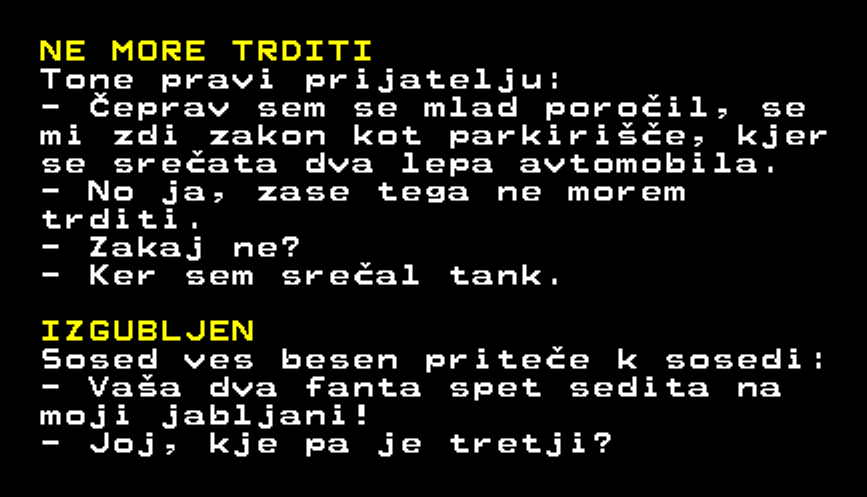 NE MORE TRDITI
Tone pravi prijatelju:
- Čeprav sem se mlad poročil, se
mi zdi zakon kot parkirišče, kjer
se srečata dva lepa avtomobila.
- No ja, zase tega ne morem
trditi.
- Zakaj ne?
- Ker sem srečal tank.
IZGUBLJEN
Sosed ves besen priteče k sosedi:
- Vaša dva fanta spet sedita na
moji jabljani!
- Joj, kje pa je tretji?